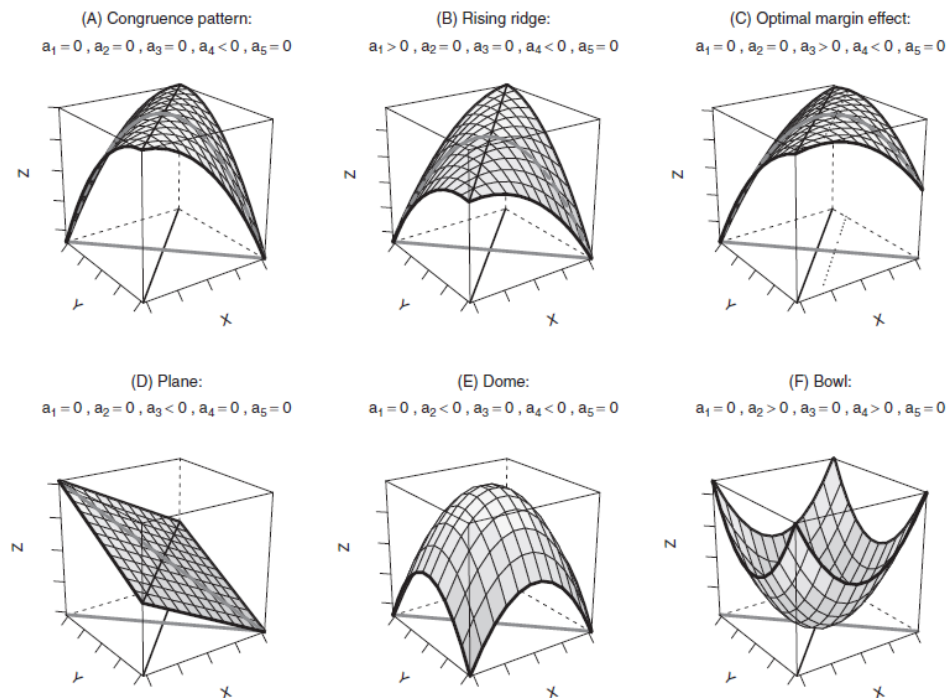 (A) Congruence pattern:
a₁ = 0 , a₂ = 0 , a₃ = 0 , a₄ < 0 , a₅ = 0
Z
Y
X
(B) Rising ridge:
a₁ > 0 , a₂ = 0 , a₃ = 0 , a₄ < 0 , a₅ = 0
Z
Y
X
(C) Optimal margin effect:
a₁ = 0 , a₂ = 0 , a₃ > 0 , a₄ < 0 , a₅ = 0
Z
Y
X
(D) Plane:
a₁ = 0 , a₂ = 0 , a₃ < 0 , a₄ = 0 , a₅ = 0
Z
Y
X
(E) Dome:
a₁ = 0 , a₂ < 0 , a₃ = 0 , a₄ < 0 , a₅ = 0
Z
Y
X
(F) Bowl:
a₁ = 0 , a₂ > 0 , a₃ = 0 , a₄ > 0 , a₅ = 0
Z
Y
X